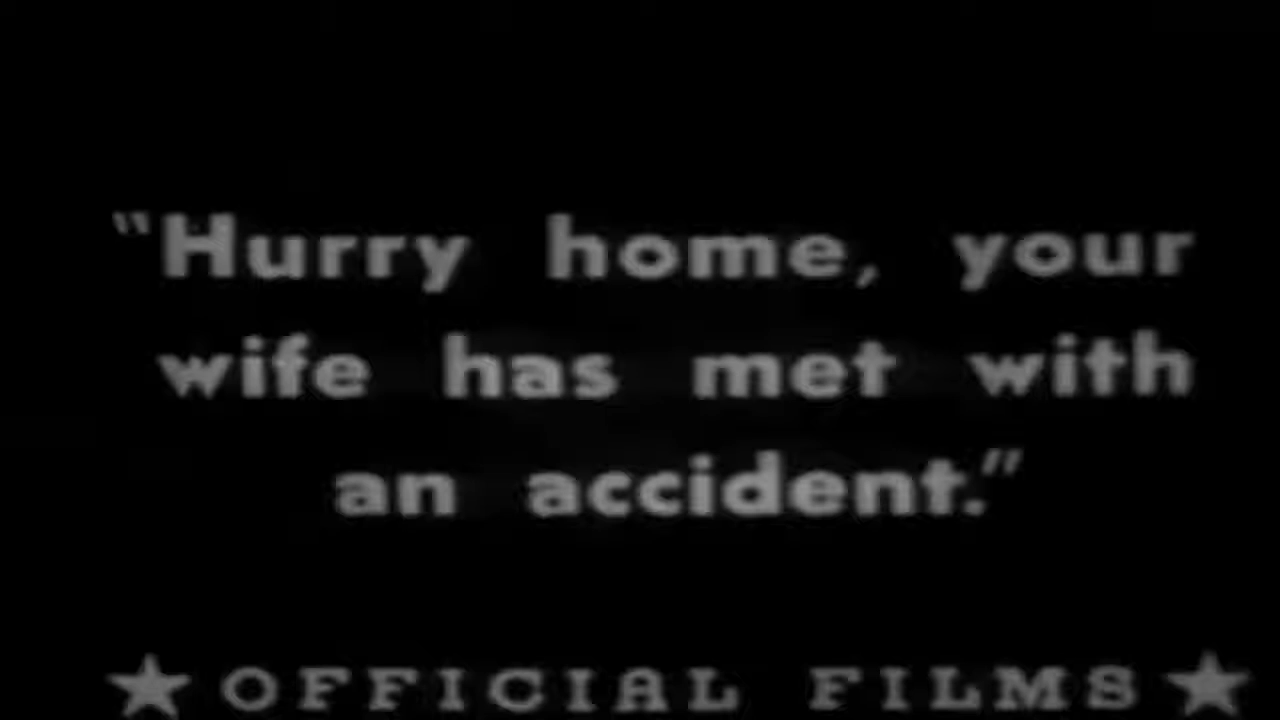 "Hurry home, your
wife has met with
an accident."
★ OFFICIAL FILMS ★